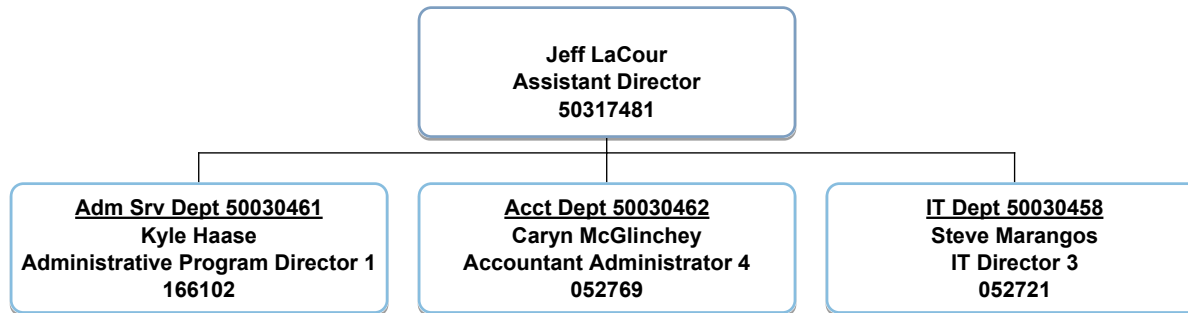 Jeff LaCour
Assistant Director
50317481
Adm Srv Dept 50030461
Kyle Haase
Administrative Program Director 1
166102
Acct Dept 50030462
Caryn McGlinchey
Accountant Administrator 4
052769
IT Dept 50030458
Steve Marangos
IT Director 3
052721